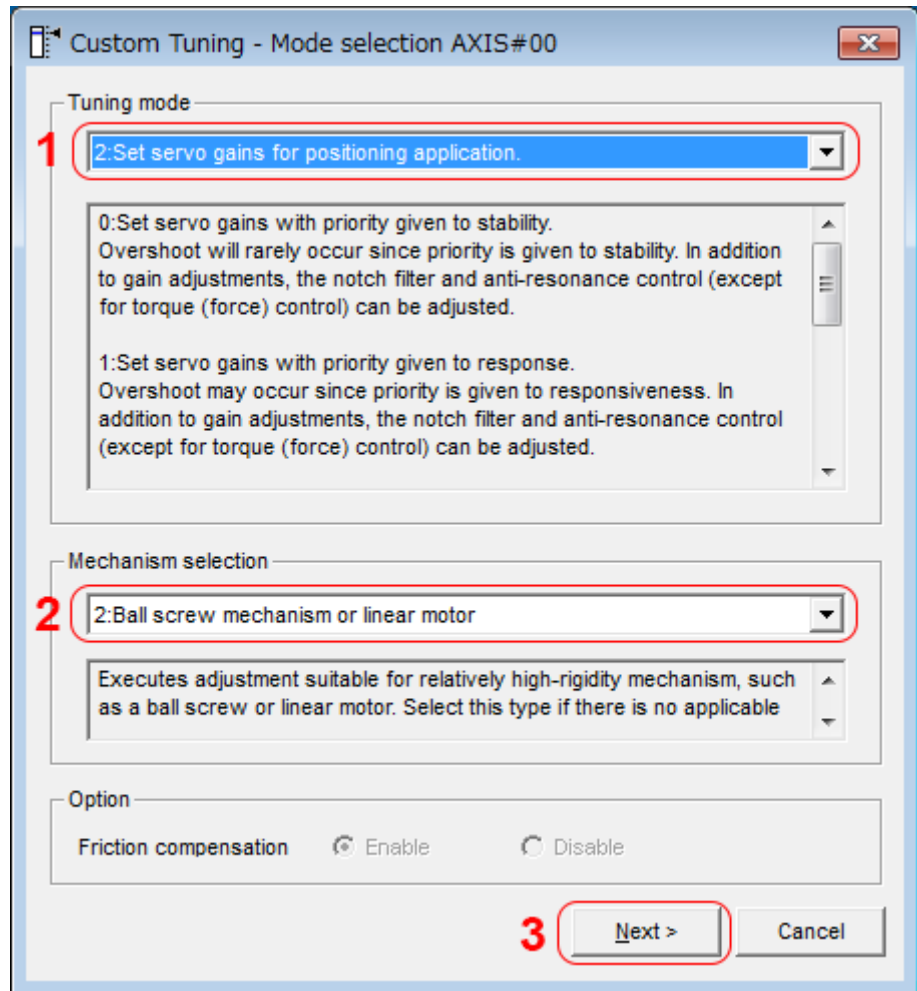 Custom Tuning - Mode selection AXIS#00
Tuning mode
1
2:Set servo gains for positioning application.
0:Set servo gains with priority given to stability.
Overshoot will rarely occur since priority is given to stability. In addition
to gain adjustments, the notch filter and anti-resonance control (except
for torque (force) control) can be adjusted.
1:Set servo gains with priority given to response.
Overshoot may occur since priority is given to responsiveness. In
addition to gain adjustments, the notch filter and anti-resonance control
(except for torque (force) control) can be adjusted.
Mechanism selection
2
2:Ball screw mechanism or linear motor
Executes adjustment suitable for relatively high-rigidity mechanism, such
as a ball screw or linear motor. Select this type if there is no applicable
Option
Friction compensation Enable Disable
3 Next > Cancel